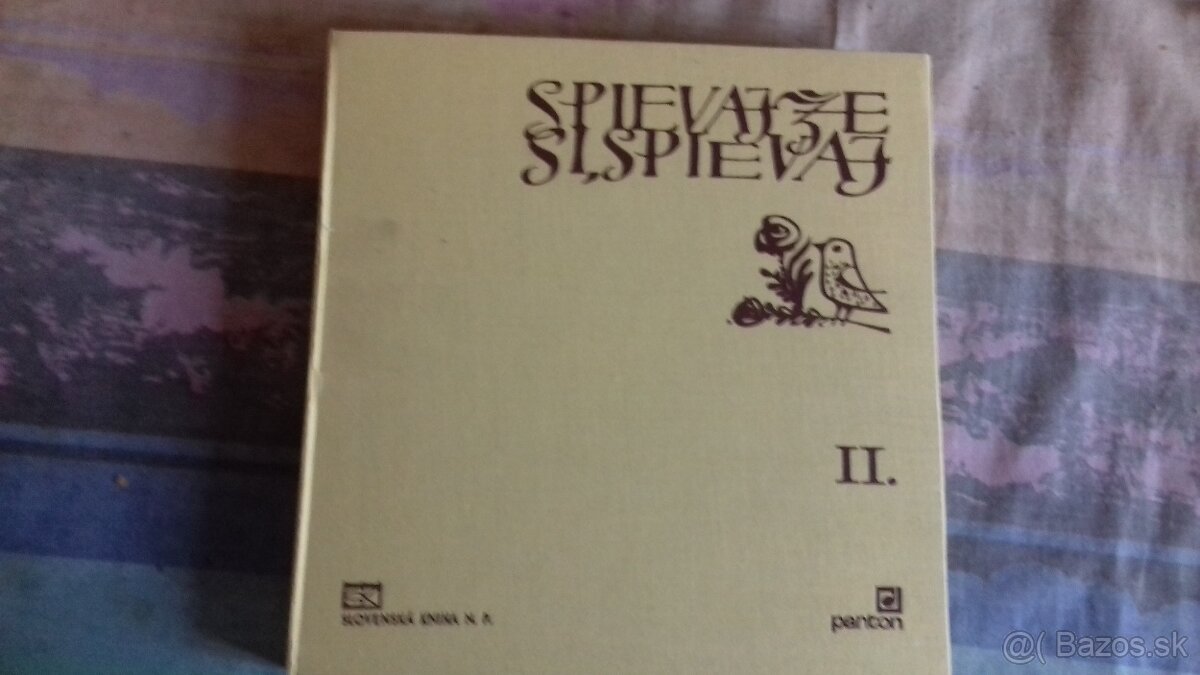 SPIEVAJŽE
SI, SPIEVAJ
II.
SLOVENSKÁ KNIHA N. P.
panton
@( Bazos.sk